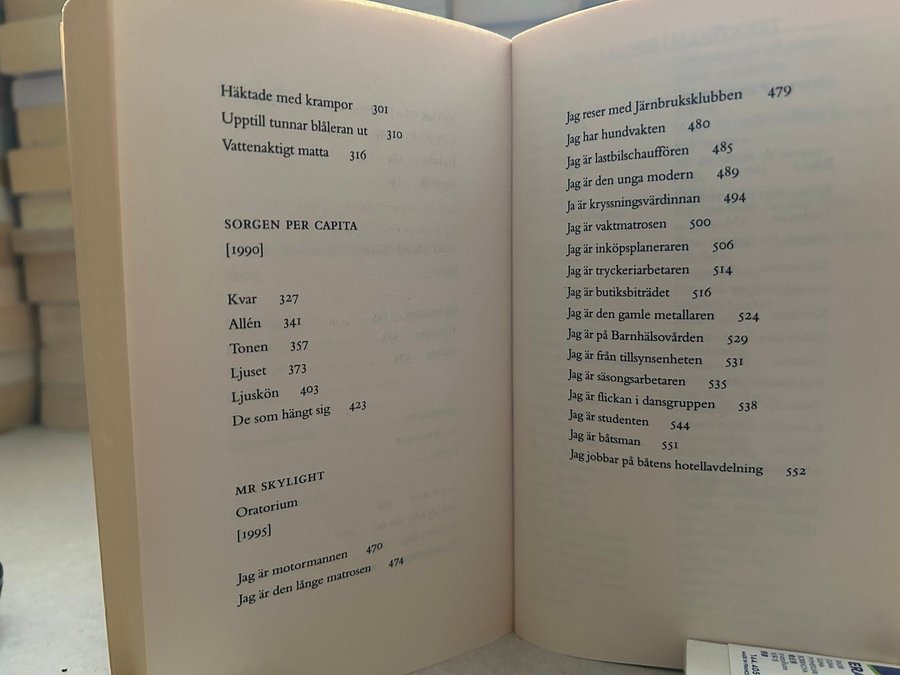 Häktade med krampor 301
Upptill tunnar blåleran ut 310
Vattenaktigt matta 316
SORGEN PER CAPITA
[1990]
Kvar 327
Allén 341
Tonen 357
Ljuset 373
Ljuskön 403
De som hängt sig 423
MR SKYLIGHT
Oratorium
[1995]
Jag är motormannen 470
Jag är den långe matrosen 474
Jag reser med Järnbruksklubben 479
Jag har hundvakten 480
Jag är lastbilschauffören 485
Jag är den unga modern 489
Ja är kryssningsvärdinnan 494
Jag är vaktmatrosen 500
Jag är inköpsplaneraren 506
Jag är tryckeriarbetaren 514
Jag är butiksbiträdet 516
Jag är den gamle metallaren 524
Jag är på Barnhälsovården 529
Jag är från tillsynsenheten 531
Jag är säsongsarbetaren 535
Jag är flickan i dansgruppen 538
Jag är studenten 544
Jag är båtsman 551
Jag jobbar på båtens hotellavdelning 552